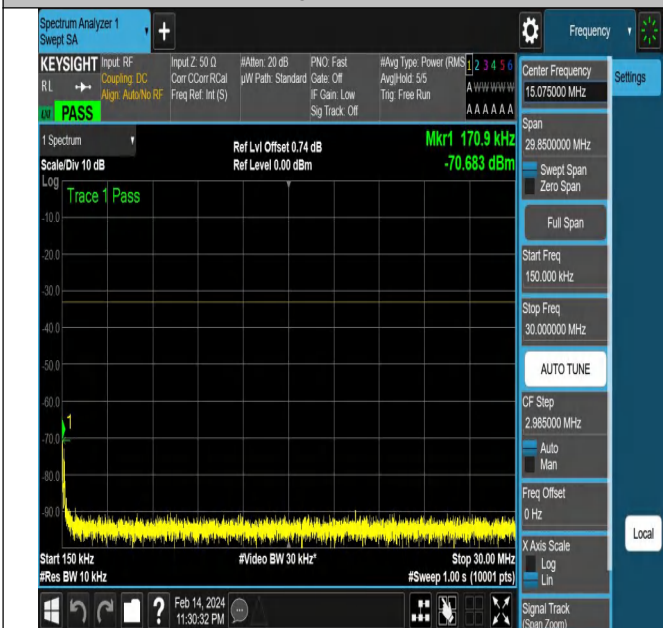 Spectrum Analyzer 1
Swept SA
+
Frequency
KEYSIGHT
Input: RF
Coupling: DC
Align: Auto/No RF
Input Z: 50 Ω
Corr CCorr RCal
Freq Ref: Int (S)
#Atten: 20 dB
µW Path: Standard
PNO: Fast
Gate: Off
IF Gain: Low
Sig Track: Off
#Avg Type: Power (RMS
Avg|Hold: 5/5
Trig: Free Run
1 2 3 4 5 6
A W W W W W
A A A A A A
RL
LXI
PASS
1 Spectrum
Scale/Div 10 dB
Ref Lvl Offset 0.74 dB
Ref Level 0.00 dBm
Mkr1 170.9 kHz
-70.683 dBm
Log
Trace 1 Pass
-10.0
-20.0
-30.0
-40.0
-50.0
-60.0
-70.0
-80.0
-90.0
1
Start 150 kHz
#Res BW 10 kHz
#Video BW 30 kHz*
Stop 30.00 MHz
#Sweep 1.00 s (10001 pts)
?
Feb 14, 2024
11:30:32 PM
Center Frequency
15.075000 MHz
Settings
Span
29.8500000 MHz
Swept Span
Zero Span
Full Span
Start Freq
150.000 kHz
Stop Freq
30.000000 MHz
AUTO TUNE
CF Step
2.985000 MHz
Auto
Man
Freq Offset
0 Hz
X Axis Scale
Log
Lin
Local
Signal Track
(Span Zoom)